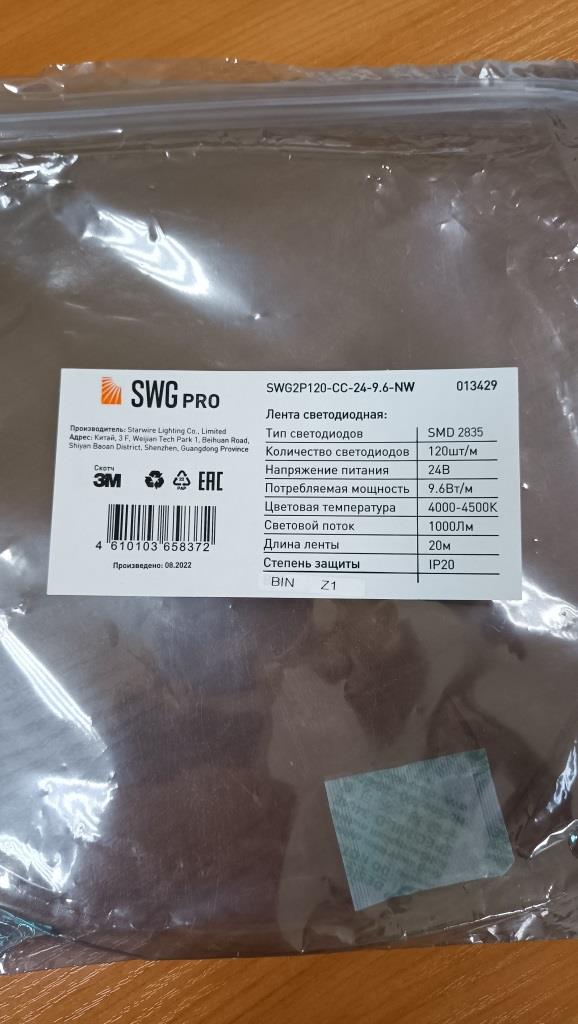 SWG PRO
Производитель: Starwire Lighting Co., Limited
Адрес: Китай, 3 F, Weijian Tech Park 1, Beihuan Road,
Shiyan Baoan District, Shenzhen, Guangdong Province
Скотч
3M
PAP
EAC
4 610103 658372
Произведено: 08.2022
SWG2P120-CC-24-9.6-NW 013429
Лента светодиодная:
Тип светодиодов SMD 2835
Количество светодиодов 120шт/м
Напряжение питания 24В
Потребляемая мощность 9.6Вт/м
Цветовая температура 4000-4500К
Световой поток 1000Лм
Длина ленты 20м
Степень защиты IP20
BIN Z1